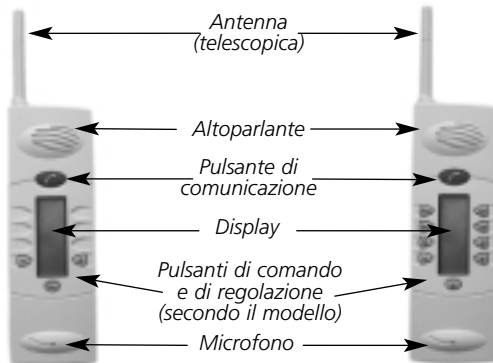 Antenna
(telescopica)
Altoparlante
Pulsante di
comunicazione
Display
Pulsanti di comando
e di regolazione
(secondo il modello)
Microfono